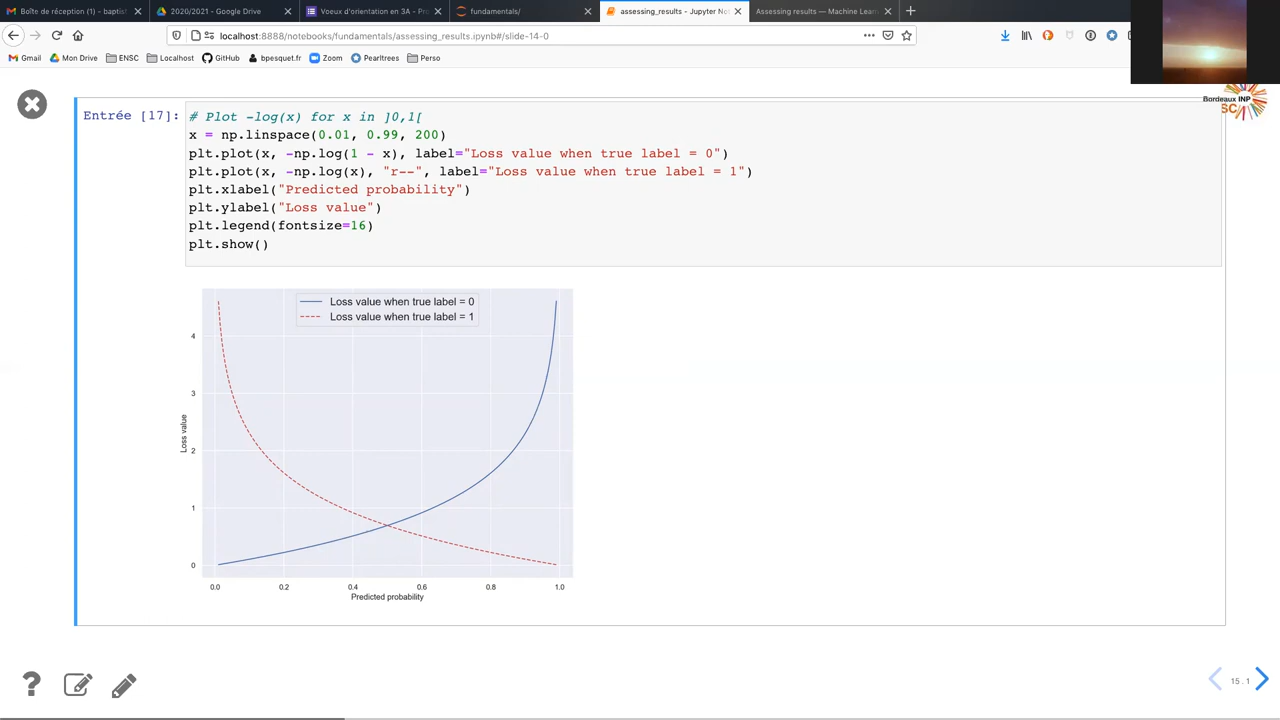 Boîte de réception (1) - baptis
2020/2021 - Google Drive
Voeux d'orientation en 3A - Pro
fundamentals/
assessing_results - Jupyter Not
Assessing results — Machine Learni
localhost:8888/notebooks/fundamentals/assessing_results.ipynb#/slide-14-0
Gmail
Mon Drive
ENSC
Localhost
GitHub
bpesquet.fr
Zoom
Pearltrees
Perso
Bordeaux INP
SC
Entrée [17]:
# Plot -log(x) for x in ]0,1[
x = np.linspace(0.01, 0.99, 200)
plt.plot(x, -np.log(1 - x), label="Loss value when true label = 0")
plt.plot(x, -np.log(x), "r--", label="Loss value when true label = 1")
plt.xlabel("Predicted probability")
plt.ylabel("Loss value")
plt.legend(fontsize=16)
plt.show()
Loss value when true label = 0
Loss value when true label = 1
4
3
2
1
0
Loss value
0.0 0.2 0.4 0.6 0.8 1.0
Predicted probability
?
15.1